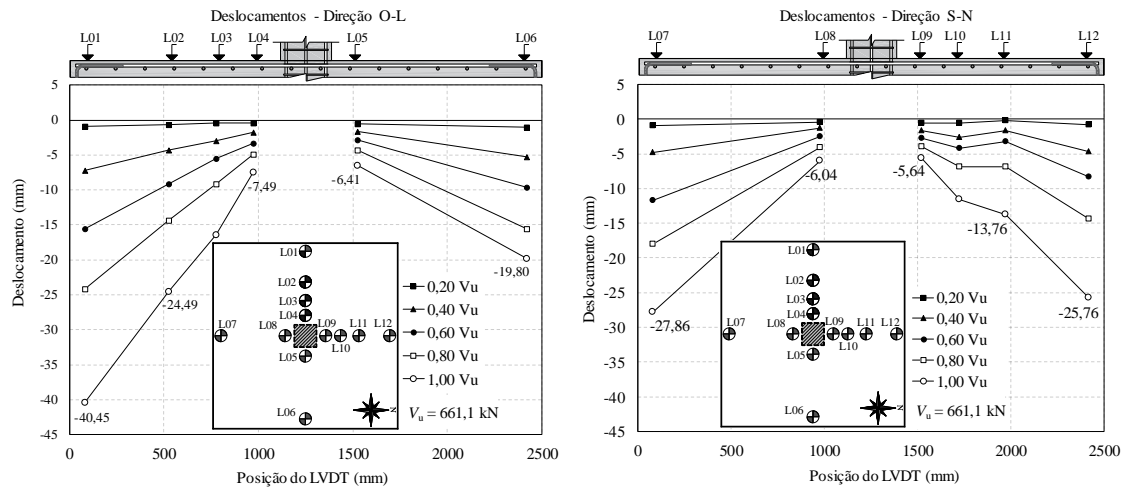 Deslocamentos - Direção O-L
L01 L02 L03 L04 L05 L06
5
0
-5
-10
-15
-20
-25
-30
-35
-40
-45
Deslocamento (mm)
-7,49
-6,41
-24,49
-19,80
-40,45
L01
L02
L03
L04
L07 L08 L09 L11 L12
L10
L05
L06
N
0,20 Vu
0,40 Vu
0,60 Vu
0,80 Vu
1,00 Vu
Vu = 661,1 kN
0 500 1000 1500 2000 2500
Posição do LVDT (mm)
Deslocamentos - Direção S-N
L07 L08 L09 L10 L11 L12
5
0
-5
-10
-15
-20
-25
-30
-35
-40
-45
Deslocamento (mm)
-6,04
-5,64
-13,76
-27,86
-25,76
L01
L02
L03
L04
L07 L08 L09 L11 L12
L10
L05
L06
N
0,20 Vu
0,40 Vu
0,60 Vu
0,80 Vu
1,00 Vu
Vu = 661,1 kN
0 500 1000 1500 2000 2500
Posição do LVDT (mm)